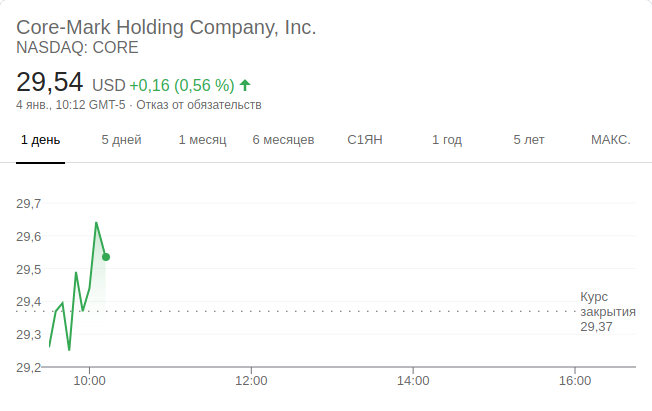 Core-Mark Holding Company, Inc.
NASDAQ: CORE
29,54 USD +0,16 (0,56 %)
4 янв., 10:12 GMT-5 · Отказ от обязательств
1 день 5 дней 1 месяц 6 месяцев С1ЯН 1 год 5 лет МАКС.
29,7
29,6
29,5
29,4
29,3
29,2
Курс
закрытия
29,37
10:00 12:00 14:00 16:00